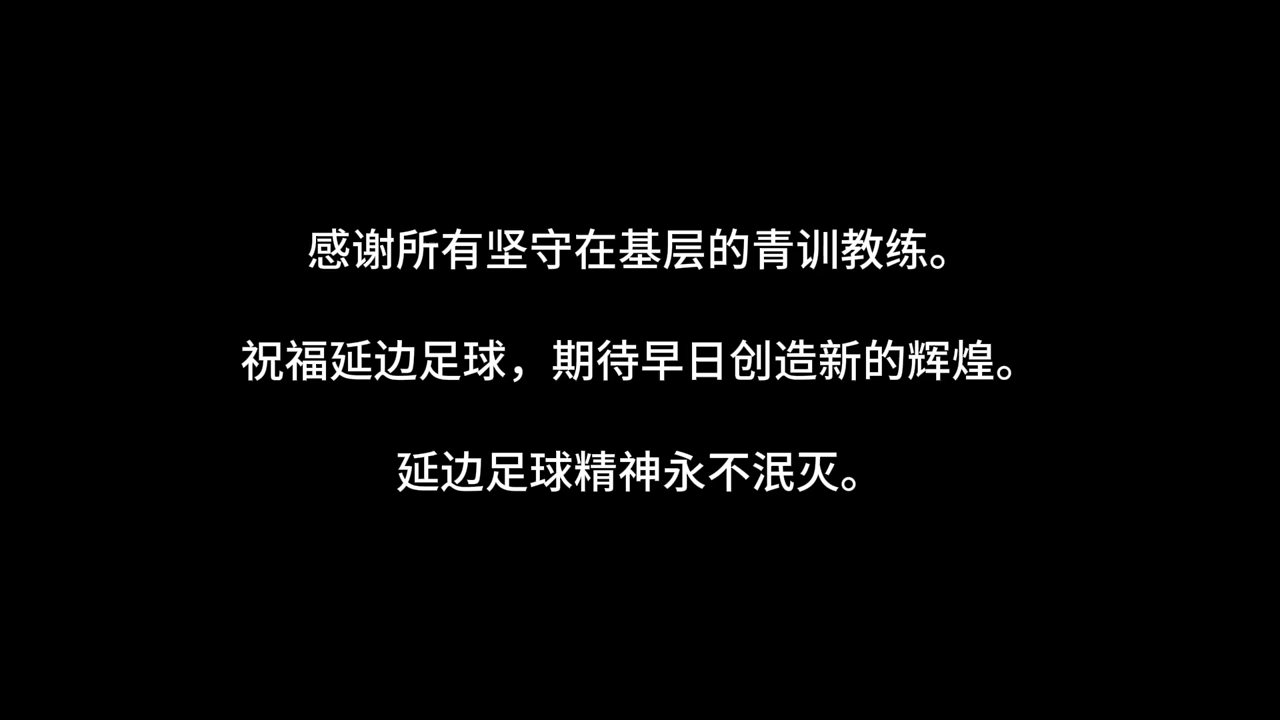 感谢所有坚守在基层的青训教练。
祝福延边足球，期待早日创造新的辉煌。
延边足球精神永不泯灭。